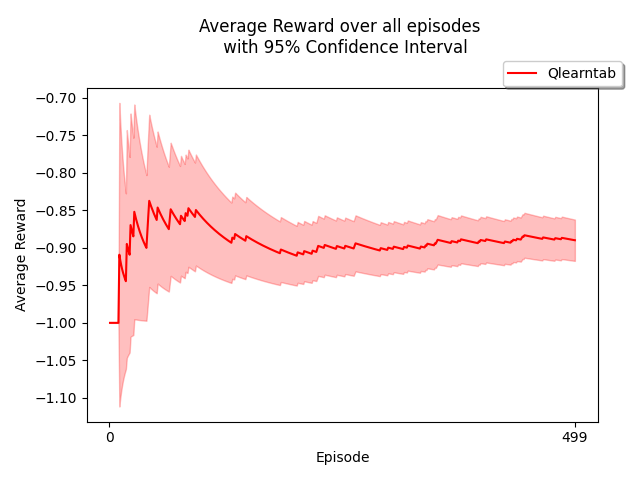 Average Reward over all episodes
with 95% Confidence Interval
Qlearntab
−0.70
−0.75
−0.80
−0.85
−0.90
−0.95
−1.00
−1.05
−1.10
Average Reward
0
499
Episode